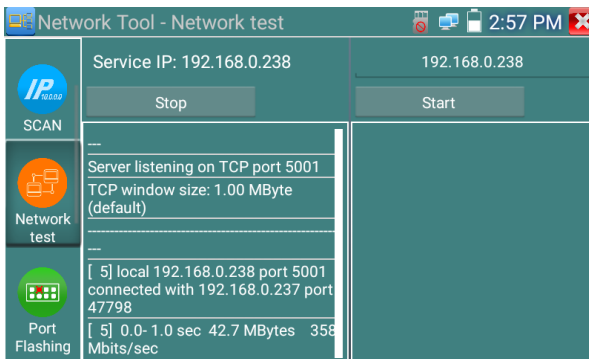 Network Tool - Network test
2:57 PM
IP
SCAN
Network
test
Port
Flashing
Service IP: 192.168.0.238
Stop
---
Server listening on TCP port 5001
TCP window size: 1.00 MByte
(default)
------------------------------------------------------------
---
[ 5] local 192.168.0.238 port 5001
connected with 192.168.0.237 port
47798
[ 5] 0.0- 1.0 sec 42.7 MBytes 358
Mbits/sec
192.168.0.238
Start